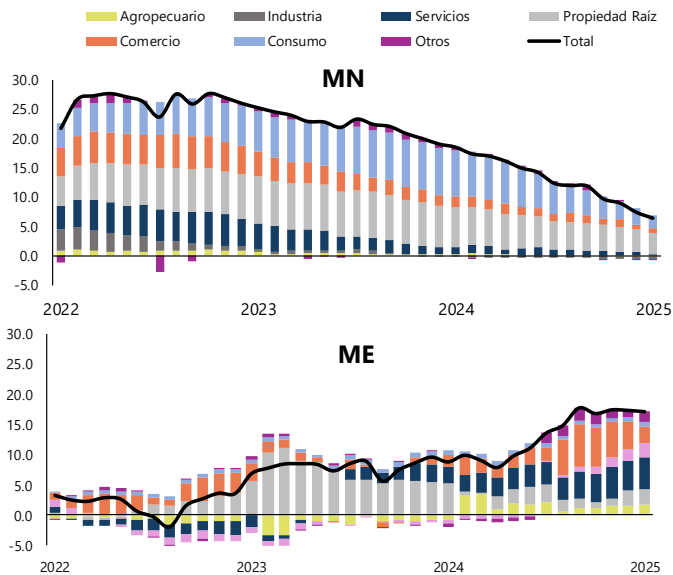 Agropecuario Industria Servicios Propiedad Raíz
Comercio Consumo Otros Total
MN
30.0
25.0
20.0
15.0
10.0
5.0
0.0
-5.0
2022 2023 2024 2025
ME
30.0
25.0
20.0
15.0
10.0
5.0
0.0
-5.0
2022 2023 2024 2025